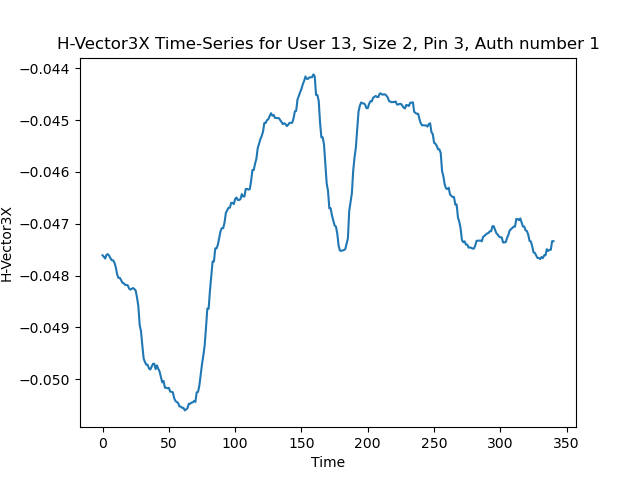 H-Vector3X Time-Series for User 13, Size 2, Pin 3, Auth number 1
−0.044
−0.045
−0.046
−0.047
−0.048
−0.049
−0.050
H-Vector3X
0 50 100 150 200 250 300 350
Time